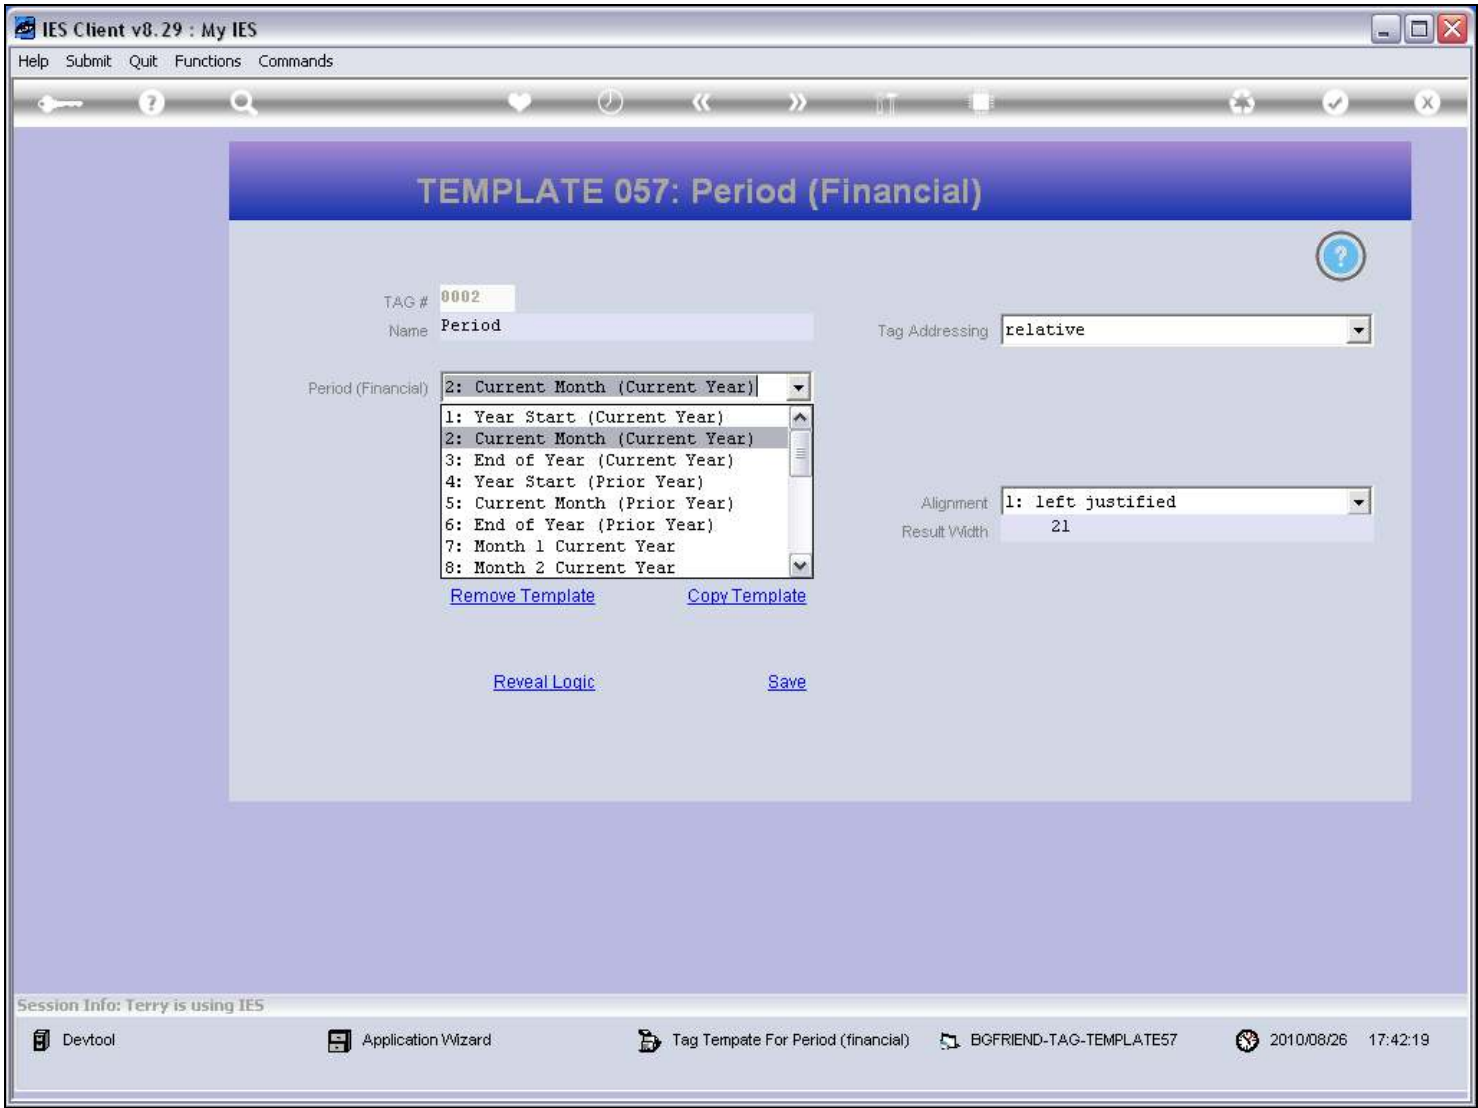 IES Client v8.29 : My IES
Help Submit Quit Functions Commands
TEMPLATE 057: Period (Financial)
TAG # 0002
Name Period
Tag Addressing relative
Period (Financial) 2: Current Month (Current Year)
1: Year Start (Current Year)
2: Current Month (Current Year)
3: End of Year (Current Year)
4: Year Start (Prior Year)
5: Current Month (Prior Year)
6: End of Year (Prior Year)
7: Month 1 Current Year
8: Month 2 Current Year
Alignment 1: left justified
Result Width 21
Remove Template Copy Template
Reveal Logic Save
Session Info: Terry is using IES
Devtool Application Wizard Tag Tempate For Period (financial) BGFRIEND-TAG-TEMPLATE57 2010/08/26 17:42:19